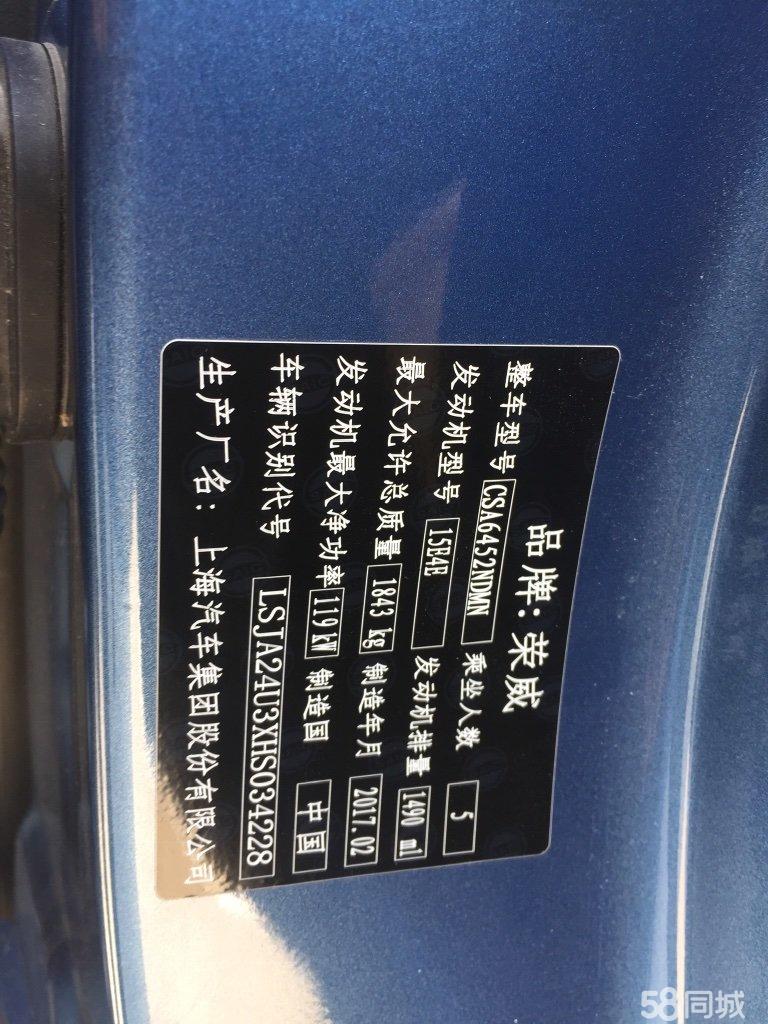 品牌: 荣威
整车型号 CSA6452NDMN 乘坐人数 5
发动机型号 15E4E 发动机排量 1490 ml
最大允许总质量 1843 kg 制造年月 2017.02
发动机最大净功率 119 kW 制造国 中国
车辆识别代号 LSJA24U3XHS034228
生产厂名: 上海汽车集团股份有限公司
58同城